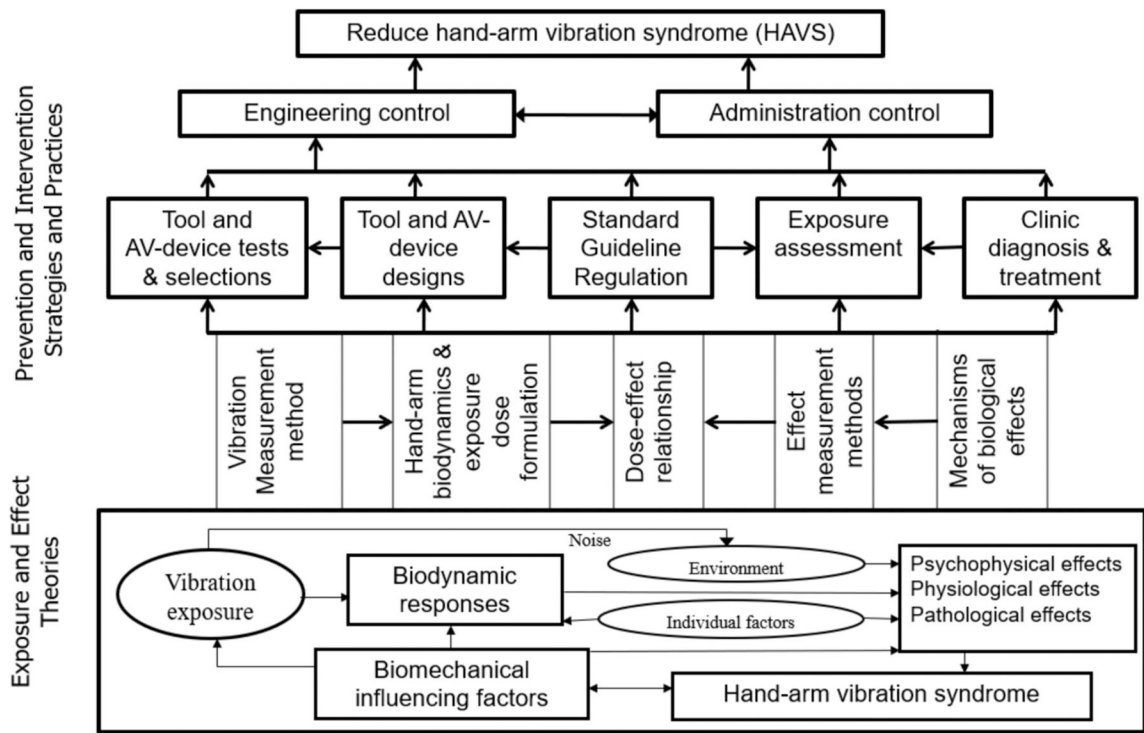 Reduce hand-arm vibration syndrome (HAVS)
Engineering control
Administration control
Prevention and Intervention
Strategies and Practices
Tool and
AV-device tests
& selections
Tool and AV-
device
designs
Standard
Guideline
Regulation
Exposure
assessment
Clinic
diagnosis &
treatment
Vibration
Measurement
method
Hand-arm
biodynamics &
exposure
dose
formulation
Dose-effect
relationship
Effect
measurement
methods
Mechanisms
of biological
effects
Exposure and Effect
Theories
Noise
Vibration
exposure
Biodynamic
responses
Environment
Individual factors
Psychophysical effects
Physiological effects
Pathological effects
Biomechanical
influencing factors
Hand-arm vibration syndrome